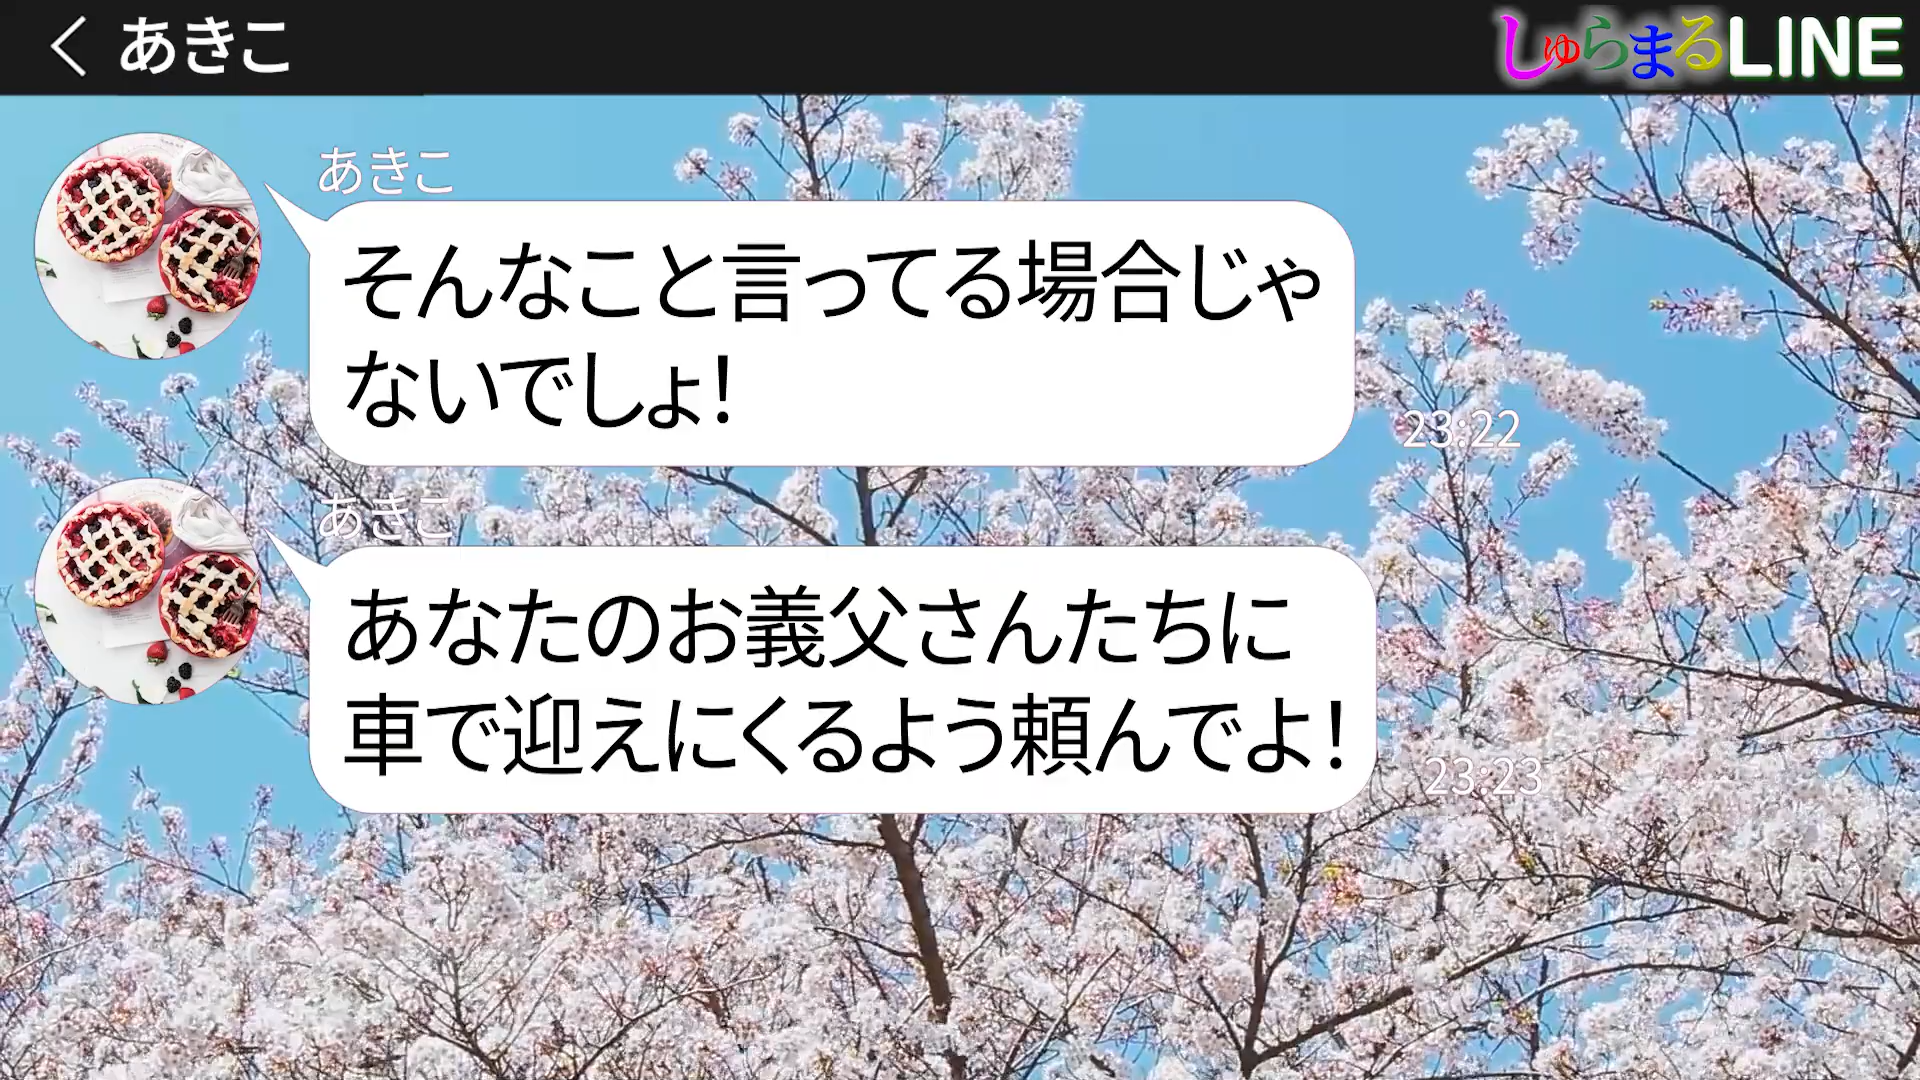 あきこ
しゅらまるLINE
あきこ
そんなこと言ってる場合じゃ
ないでしょ！
23:22
あきこ
あなたのお義父さんたちに
車で迎えにくるよう頼んでよ！
23:23